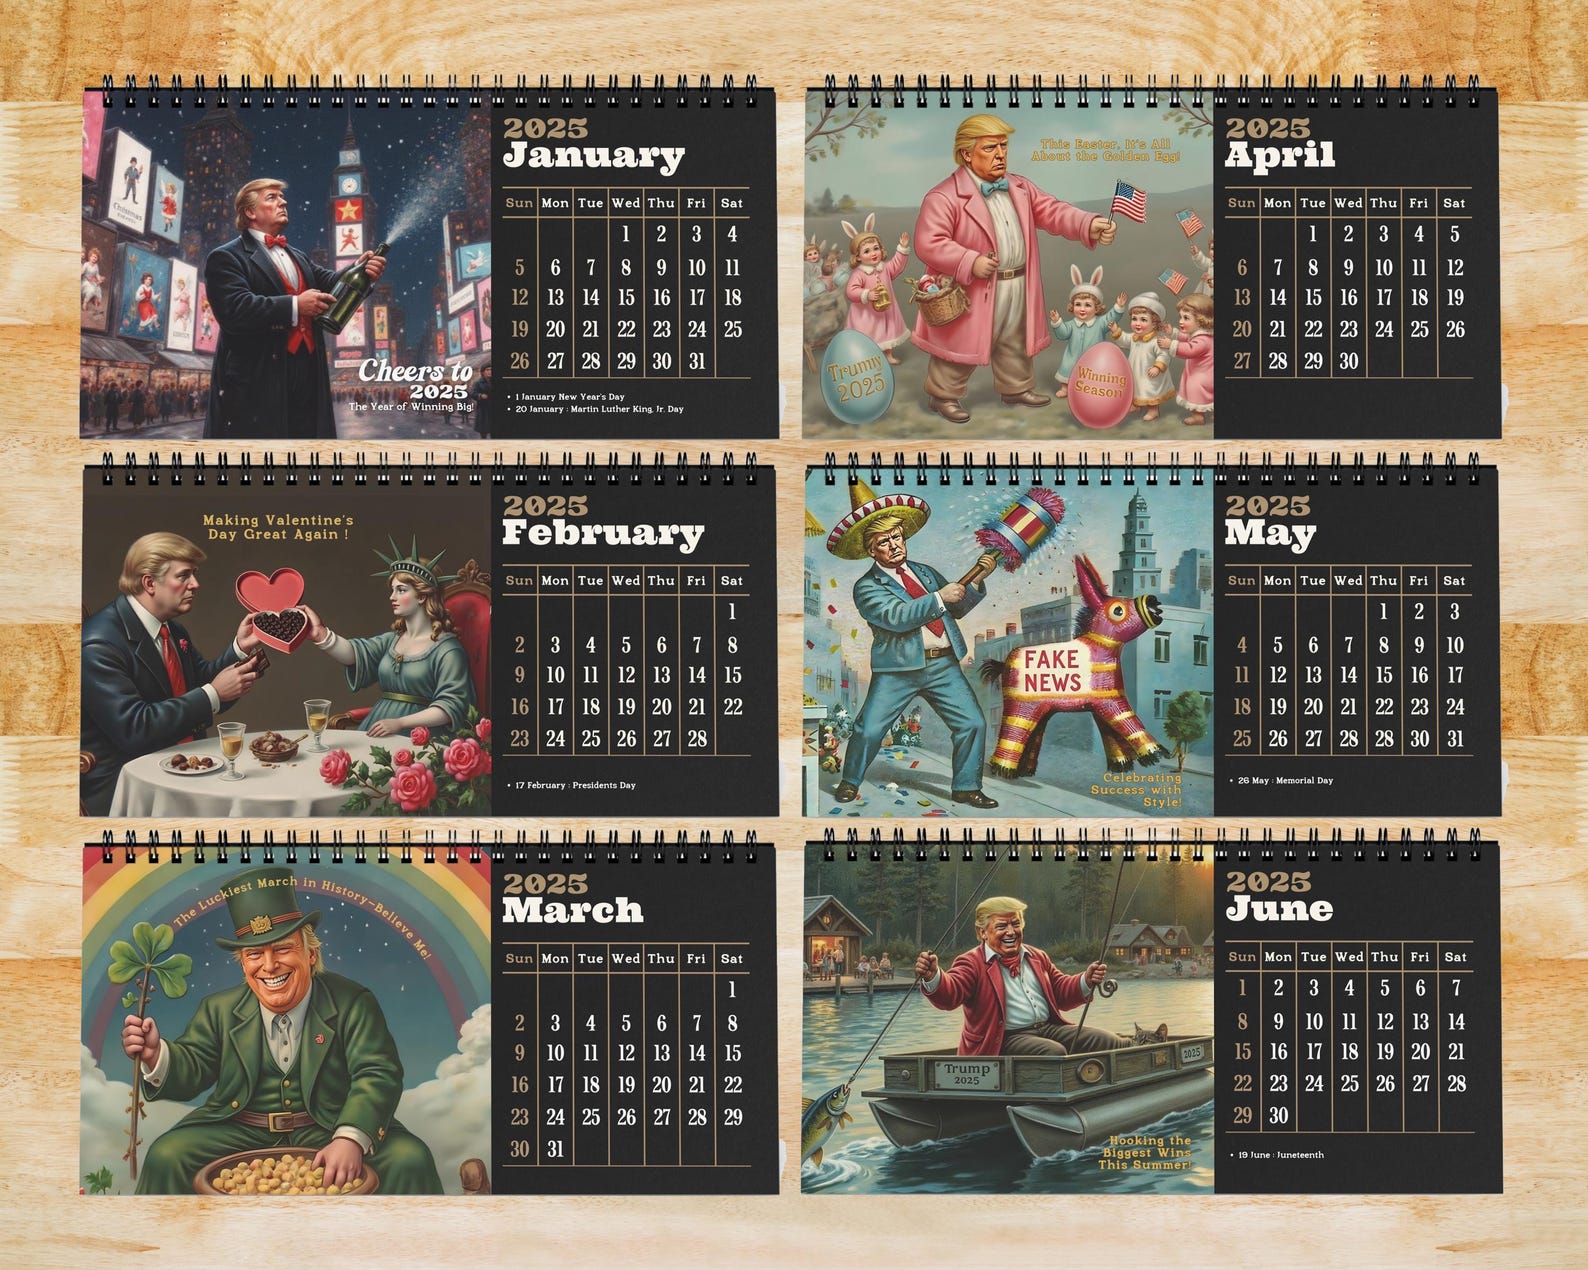 Cheers to
2025
The Year of Winning Big!
2025
January
Sun Mon Tue Wed Thu Fri Sat
1 2 3 4
5 6 7 8 9 10 11
12 13 14 15 16 17 18
19 20 21 22 23 24 25
26 27 28 29 30 31
• 1 January New Year's Day
• 20 January : Martin Luther King, Jr. Day
This Easter, It's All
About the Golden Egg!
Trumny
2025
Winning
Season
2025
April
Sun Mon Tue Wed Thu Fri Sat
1 2 3 4 5
6 7 8 9 10 11 12
13 14 15 16 17 18 19
20 21 22 23 24 25 26
27 28 29 30
Making Valentine's
Day Great Again !
2025
February
Sun Mon Tue Wed Thu Fri Sat
1
2 3 4 5 6 7 8
9 10 11 12 13 14 15
16 17 18 19 20 21 22
23 24 25 26 27 28
• 17 February : Presidents Day
FAKE
NEWS
Celebrating
Success with
Style!
2025
May
Sun Mon Tue Wed Thu Fri Sat
1 2 3
4 5 6 7 8 9 10
11 12 13 14 15 16 17
18 19 20 21 22 23 24
25 26 27 28 28 30 31
• 26 May : Memorial Day
The Luckiest March in History—Believe Me!
2025
March
Sun Mon Tue Wed Thu Fri Sat
1
2 3 4 5 6 7 8
9 10 11 12 13 14 15
16 17 18 19 20 21 22
23 24 25 26 27 28 29
30 31
Trump
2025
2025
Hooking the
Biggest Wins
This Summer!
2025
June
Sun Mon Tue Wed Thu Fri Sat
1 2 3 4 5 6 7
8 9 10 11 12 13 14
15 16 17 18 19 20 21
22 23 24 25 26 27 28
29 30
• 19 June : Juneteenth